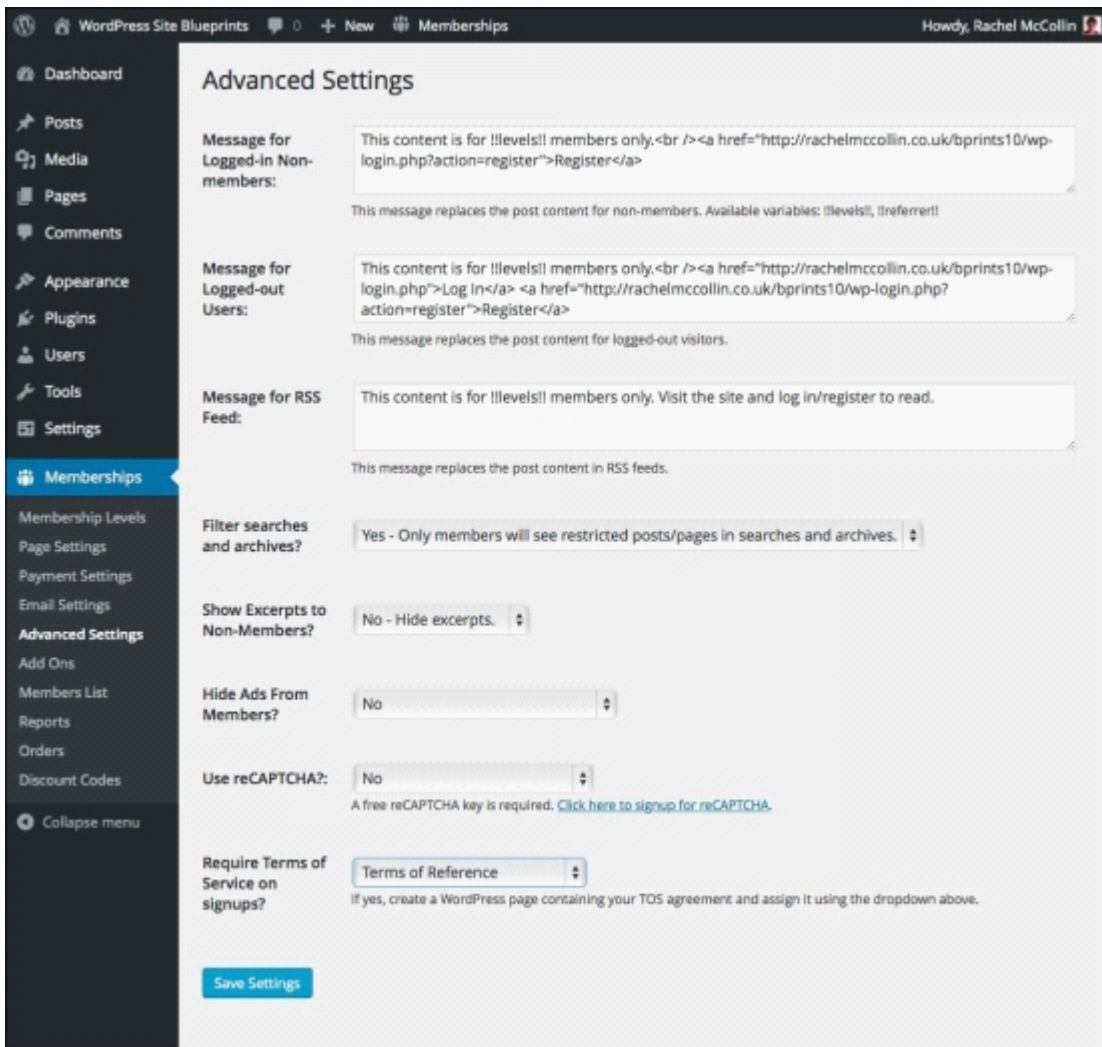 WordPress Site Blueprints 0 + New Memberships Howdy, Rachel McCollin
Dashboard
Posts
Media
Pages
Comments
Appearance
Plugins
Users
Tools
Settings
Memberships
Membership Levels
Page Settings
Payment Settings
Email Settings
Advanced Settings
Add Ons
Members List
Reports
Orders
Discount Codes
Collapse menu
Advanced Settings
Message for
Logged-in Non-
members:
This content is for !!levels!! members only.<br /><a href="http://rachelmccollin.co.uk/bprints10/wp-
login.php?action=register">Register</a>
This message replaces the post content for non-members. Available variables: !!levels!!, !!referrer!!
Message for
Logged-out
Users:
This content is for !!levels!! members only.<br /><a href="http://rachelmccollin.co.uk/bprints10/wp-
login.php">Log In</a> <a href="http://rachelmccollin.co.uk/bprints10/wp-login.php?
action=register">Register</a>
This message replaces the post content for logged-out visitors.
Message for RSS
Feed:
This content is for !!levels!! members only. Visit the site and log in/register to read.
This message replaces the post content in RSS feeds.
Filter searches
and archives?
Yes - Only members will see restricted posts/pages in searches and archives.
Show Excerpts to
Non-Members?
No - Hide excerpts.
Hide Ads From
Members?
No
Use reCAPTCHA?:
No
A free reCAPTCHA key is required. Click here to signup for reCAPTCHA.
Require Terms of
Service on
signups?
Terms of Reference
If yes, create a WordPress page containing your TOS agreement and assign it using the dropdown above.
Save Settings